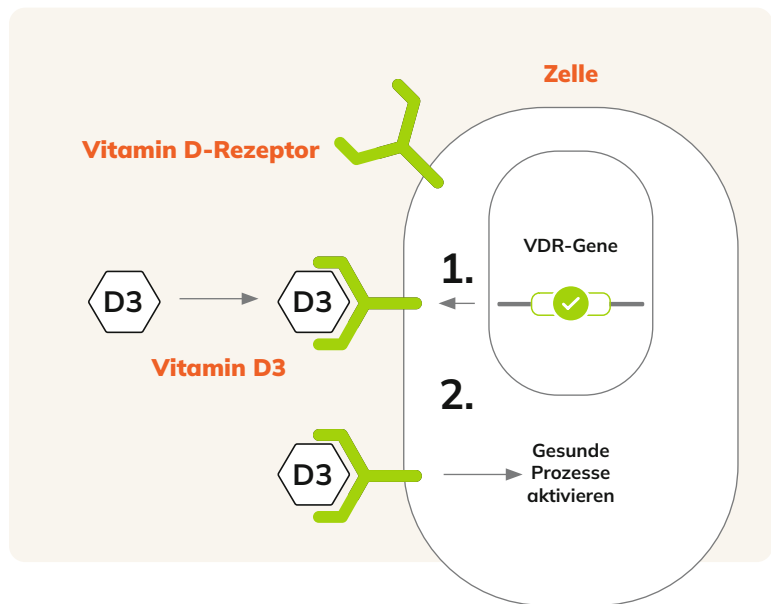 Zelle
Vitamin D-Rezeptor
VDR-Gene
1.
D3
D3
Vitamin D3
2.
D3
Gesunde
Prozesse
aktivieren